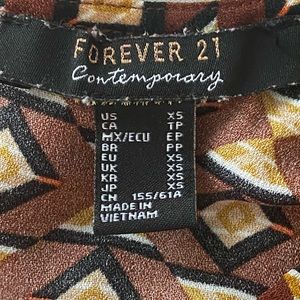 FOREVER 21
Contemporary
US XS
CA TP
MX/ECU EP
BR PP
EU XS
UK XS
KR XS
JP XS
CN 155/61A
MADE IN
VIETNAM